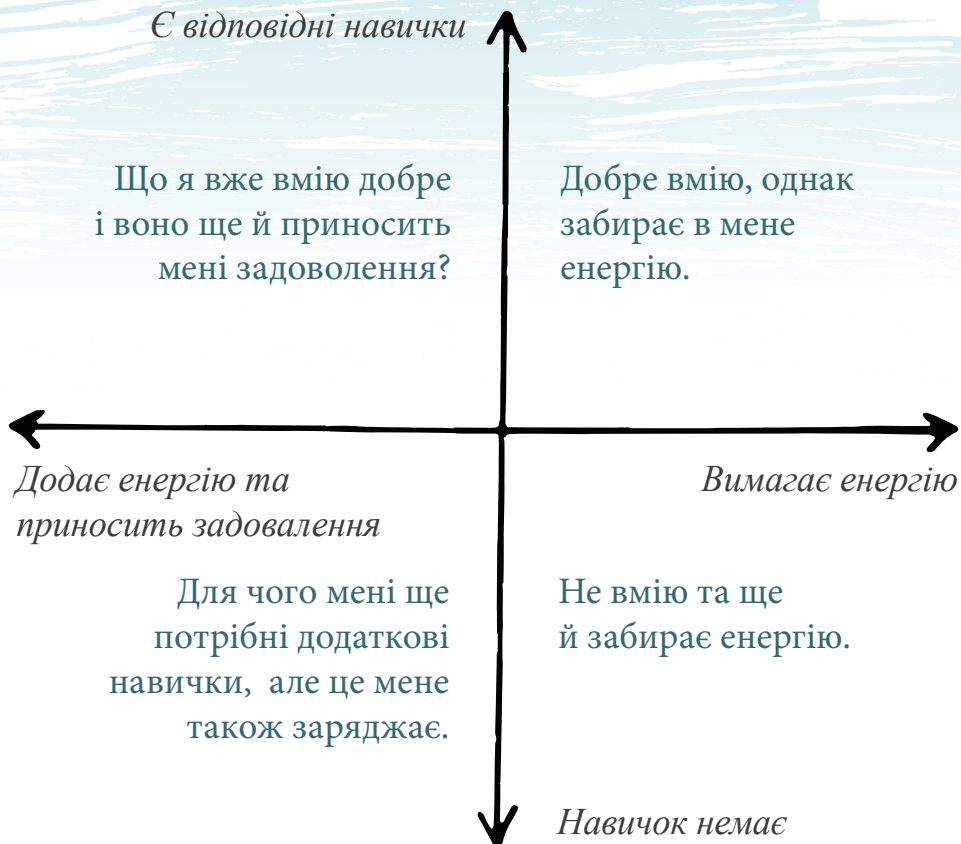 Є відповідні навички
Що я вже вмію добре
і воно ще й приносить
мені задоволення?
Добре вмію, однак
забирає в мене
енергію.
Додає енергію та
приносить задовалення
Вимагає енергію
Для чого мені ще
потрібні додаткові
навички,  але це мене
також заряджає.
Не вмію та ще
й забирає енергію.
Навичок немає